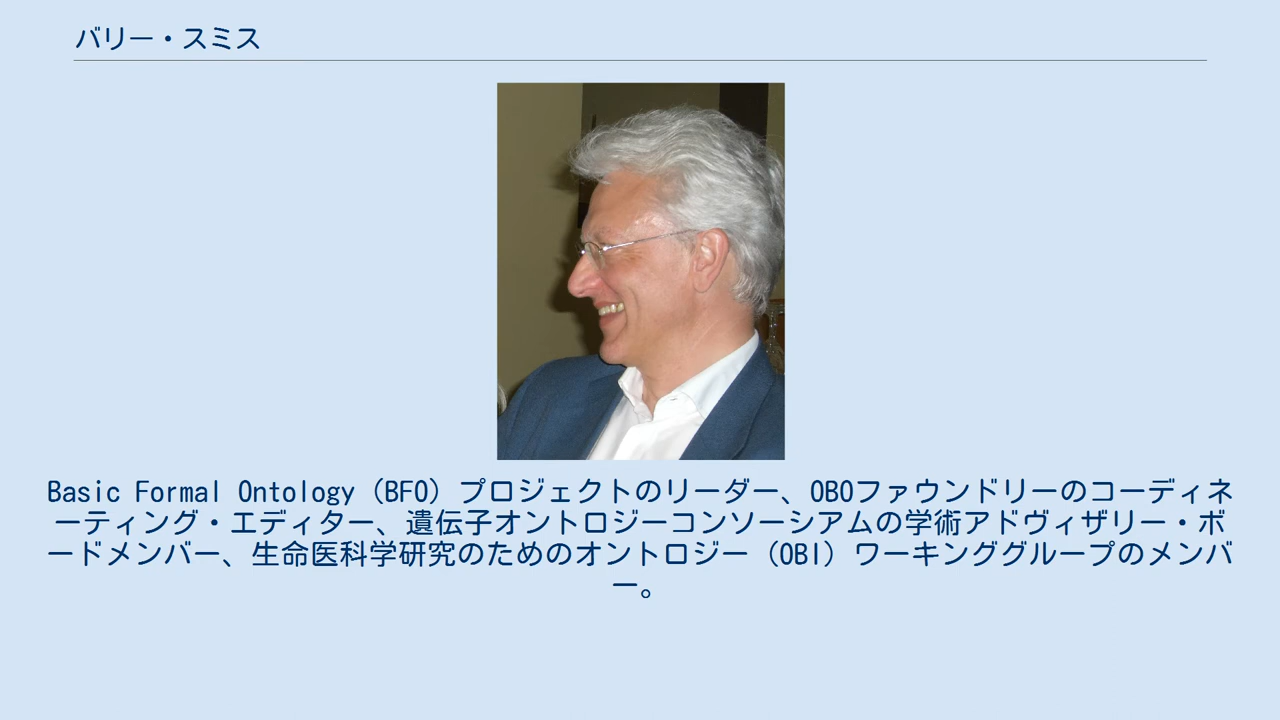 バリー・スミス
Basic Formal Ontology（BFO）プロジェクトのリーダー、OBOファウンドリーのコーディネ
ーティング・エディター、遺伝子オントロジーコンソーシアムの学術アドヴィザリー・ボ
ードメンバー、生命医科学研究のためのオントロジー（OBI）ワーキンググループのメンバ
ー。